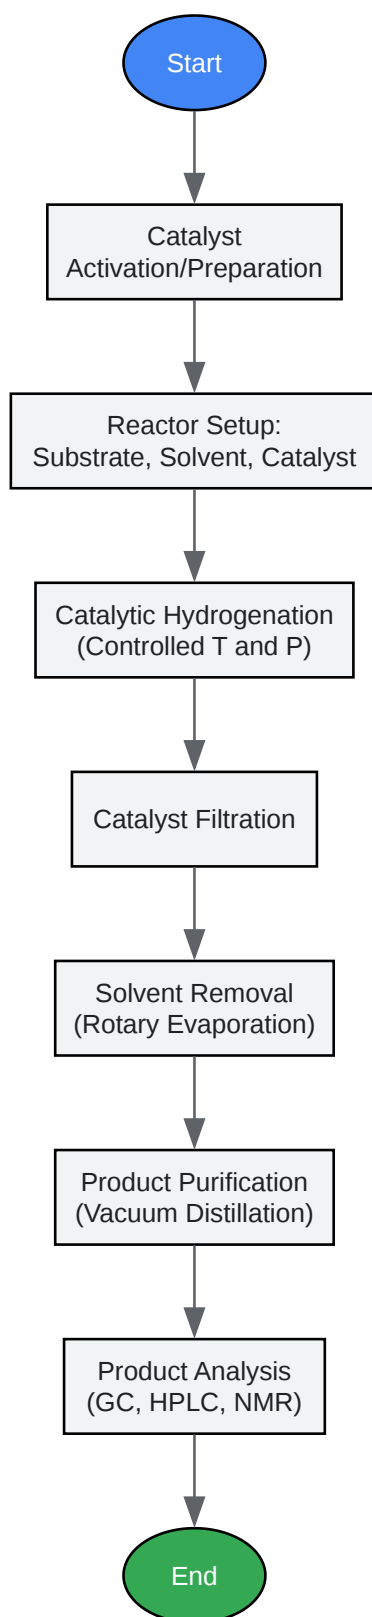 Start
Catalyst
Activation/Preparation
Reactor Setup:
Substrate, Solvent, Catalyst
Catalytic Hydrogenation
(Controlled T and P)
Catalyst Filtration
Solvent Removal
(Rotary Evaporation)
Product Purification
(Vacuum Distillation)
Product Analysis
(GC, HPLC, NMR)
End